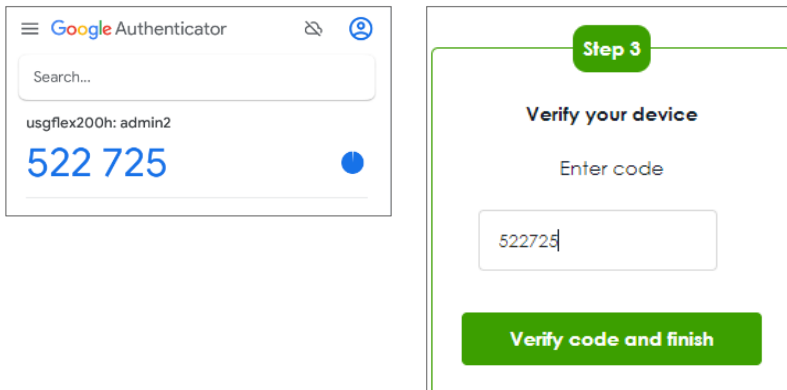 Google Authenticator
Search...
usgflex200h: admin2
522 725
Step 3
Verify your device
Enter code
522725
Verify code and finish